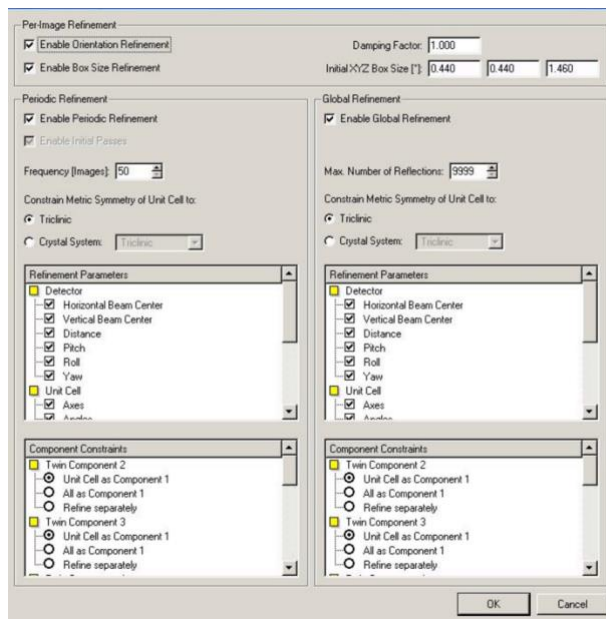 Per-Image Refinement
Enable Orientation Refinement
Damping Factor: 1.000
Enable Box Size Refinement
Initial XYZ Box Size [°]: 0.440 0.440 1.460
Periodic Refinement
Enable Periodic Refinement
Enable Initial Passes
Frequency [Images]: 50
Constrain Metric Symmetry of Unit Cell to:
Triclinic
Crystal System: Triclinic
Refinement Parameters
Detector
Horizontal Beam Center
Vertical Beam Center
Distance
Pitch
Roll
Yaw
Unit Cell
Axes
Angles
Component Constraints
Twin Component 2
Unit Cell as Component 1
All as Component 1
Refine separately
Twin Component 3
Unit Cell as Component 1
All as Component 1
Refine separately
Global Refinement
Enable Global Refinement
Max. Number of Reflections: 9999
Constrain Metric Symmetry of Unit Cell to:
Triclinic
Crystal System: Triclinic
Refinement Parameters
Detector
Horizontal Beam Center
Vertical Beam Center
Distance
Pitch
Roll
Yaw
Unit Cell
Axes
Angles
Component Constraints
Twin Component 2
Unit Cell as Component 1
All as Component 1
Refine separately
Twin Component 3
Unit Cell as Component 1
All as Component 1
Refine separately
OK
Cancel